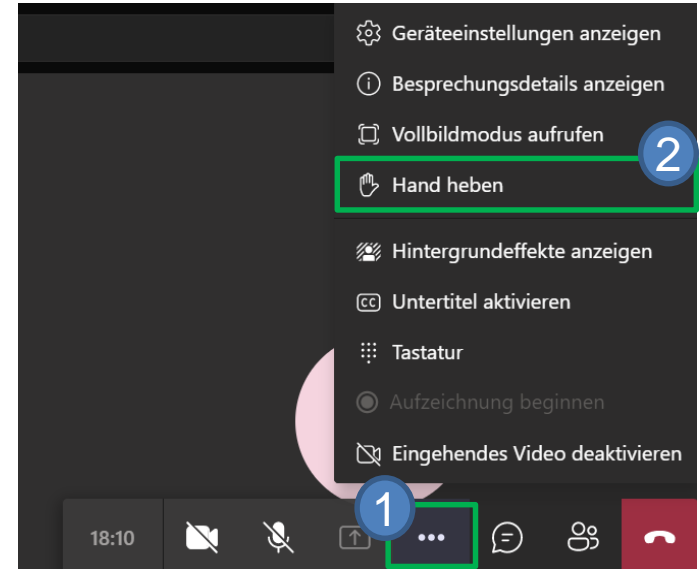 Geräteeinstellungen anzeigen
Besprechungsdetails anzeigen
Vollbildmodus aufrufen
2
Hand heben
Hintergrundeffekte anzeigen
CC Untertitel aktivieren
Tastatur
Aufzeichnung beginnen
Eingehendes Video deaktivieren
1
18:10